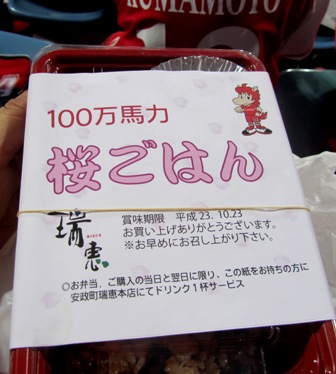 KUMAMOTO
100万馬力
桜ごはん
瑞恵
賞味期限 平成23.10.23
お買い上げありがとうございます。
※お早めにお召し上がり下さい。
◎お弁当、ご購入の当日と翌日に限り、この紙をお持ちの方に
安政町瑞恵本店にてドリンク1杯サービス